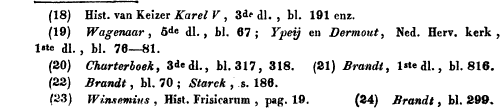 (18) Hist. van Keizer Karel V, 3de dl., bl. 191 enz.
(19) Wagenaar, 5de dl., bl. 67; Ypeij en Dermout, Ned. Herv. kerk,
1ste dl., bl. 76—81.
(20) Charterboek, 3de dl., bl. 317, 318. (21) Brandt, 1ste dl., bl. 816.
(22) Brandt, bl. 70; Starck, s. 186.
(23) Winsemius, Hist. Frisicarum, pag. 19. (24) Brandt, bl. 299.